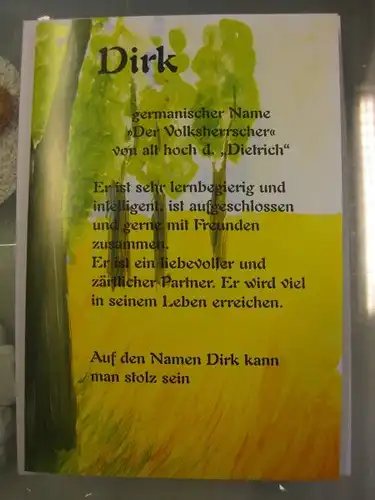 Dirk
germanischer Name
»Der Volksherrscher«
von alt hoch d. „Dietrich“
Er ist sehr lernbegierig und
intelligent, ist aufgeschlossen
und gerne mit Freunden
zusammen.
Er ist ein liebevoller und
zärtlicher Partner. Er wird viel
in seinem Leben erreichen.
Auf den Namen Dirk kann
man stolz sein